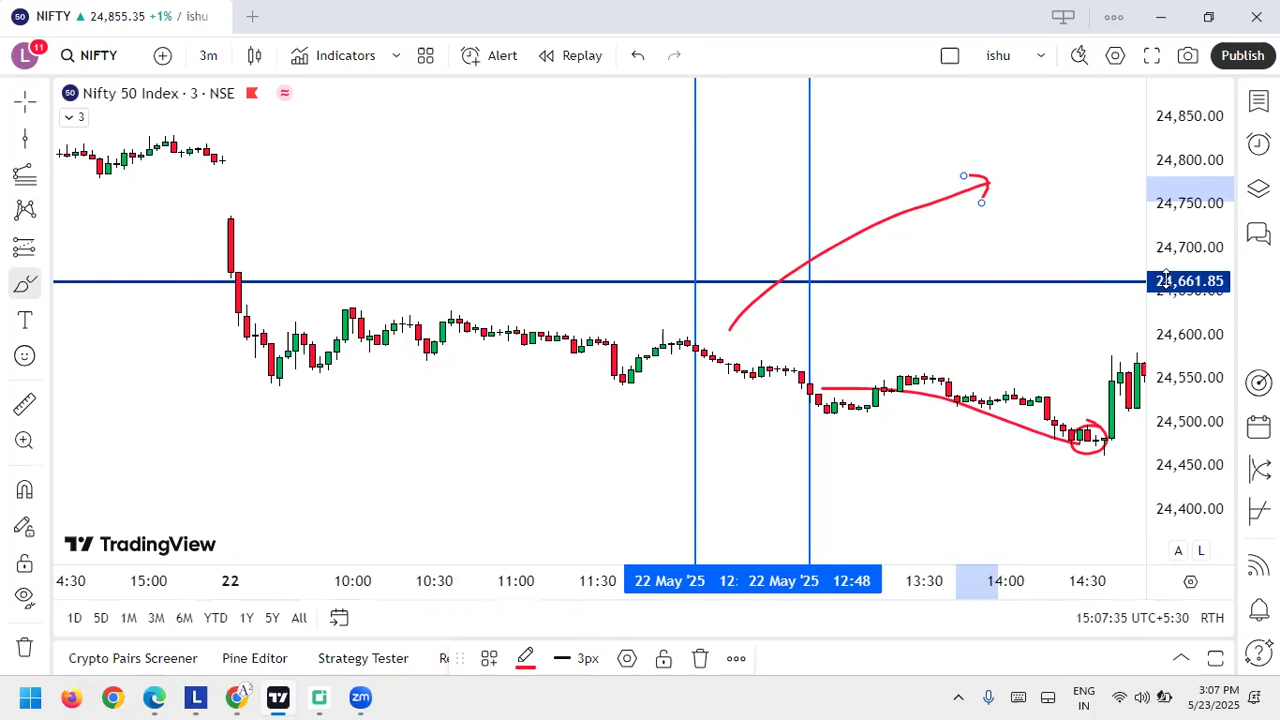 50 NIFTY ▲ 24,855.35 +1% / ishu
L 11 NIFTY 3m Indicators Alert Replay ishu Publish
50 Nifty 50 Index · 3 · NSE
3
24,850.00
24,800.00
24,750.00
24,700.00
24,661.85
24,600.00
24,550.00
24,500.00
24,450.00
24,400.00
TradingView
A L
4:30 15:00 22 10:00 10:30 11:00 11:30 22 May '25 12: 22 May '25 12:48 13:30 14:00 14:30
1D 5D 1M 3M 6M YTD 1Y 5Y All 15:07:35 UTC+5:30 RTH
Crypto Pairs Screener Pine Editor Strategy Tester 3px
L A zm ENG 3:07 PM
IN 5/23/2025